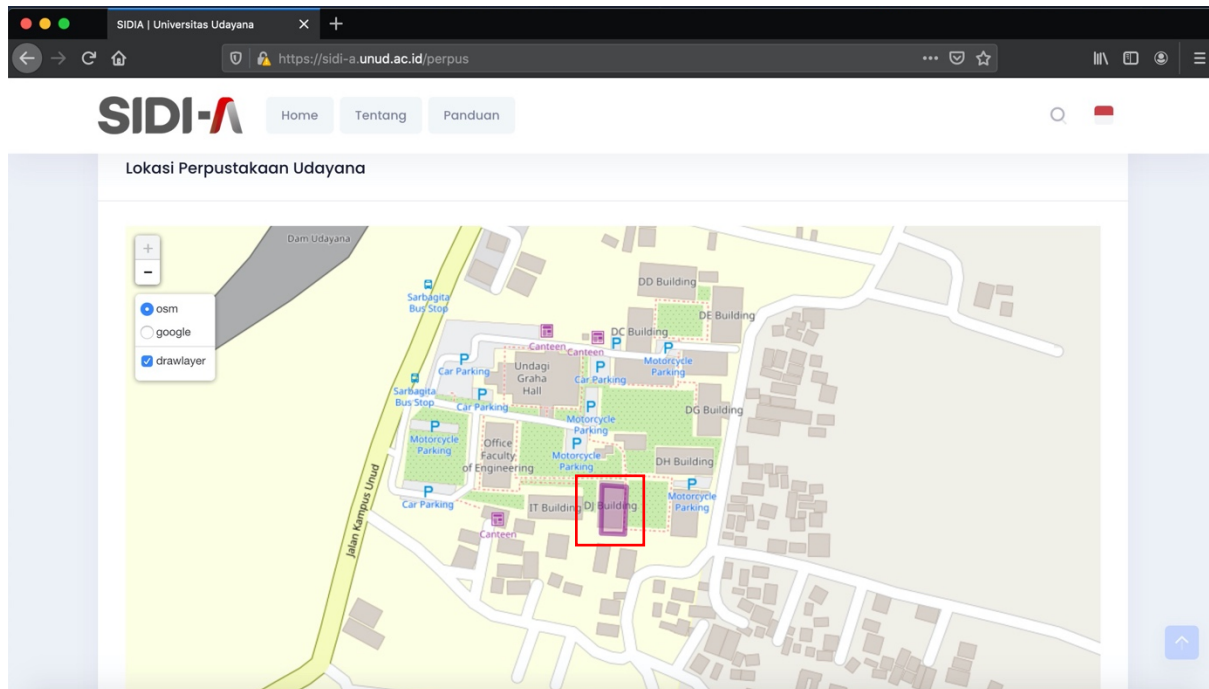 SIDIA | Universitas Udayana
https://sidi-a.unud.ac.id/perpus
SIDI-A
Home
Tentang
Panduan
Lokasi Perpustakaan Udayana
+
-
osm
google
drawlayer
Dam Udayana
Sarbagita
Bus Stop
DD Building
DE Building
DC Building
P
Canteen
Canteen
P
Motorcycle
Parking
P
Car Parking
Undagi
Graha
Hall
P
Car Parking
Sarbagita
Bus Stop
P
Car Parking
P
Motorcycle
Parking
DG Building
P
Motorcycle
Parking
Office
Faculty
of Engineering
P
Motorcycle
Parking
DH Building
P
Car Parking
P
Motorcycle
Parking
IT Building
DJ Building
Canteen
Jalan Kampus Unud